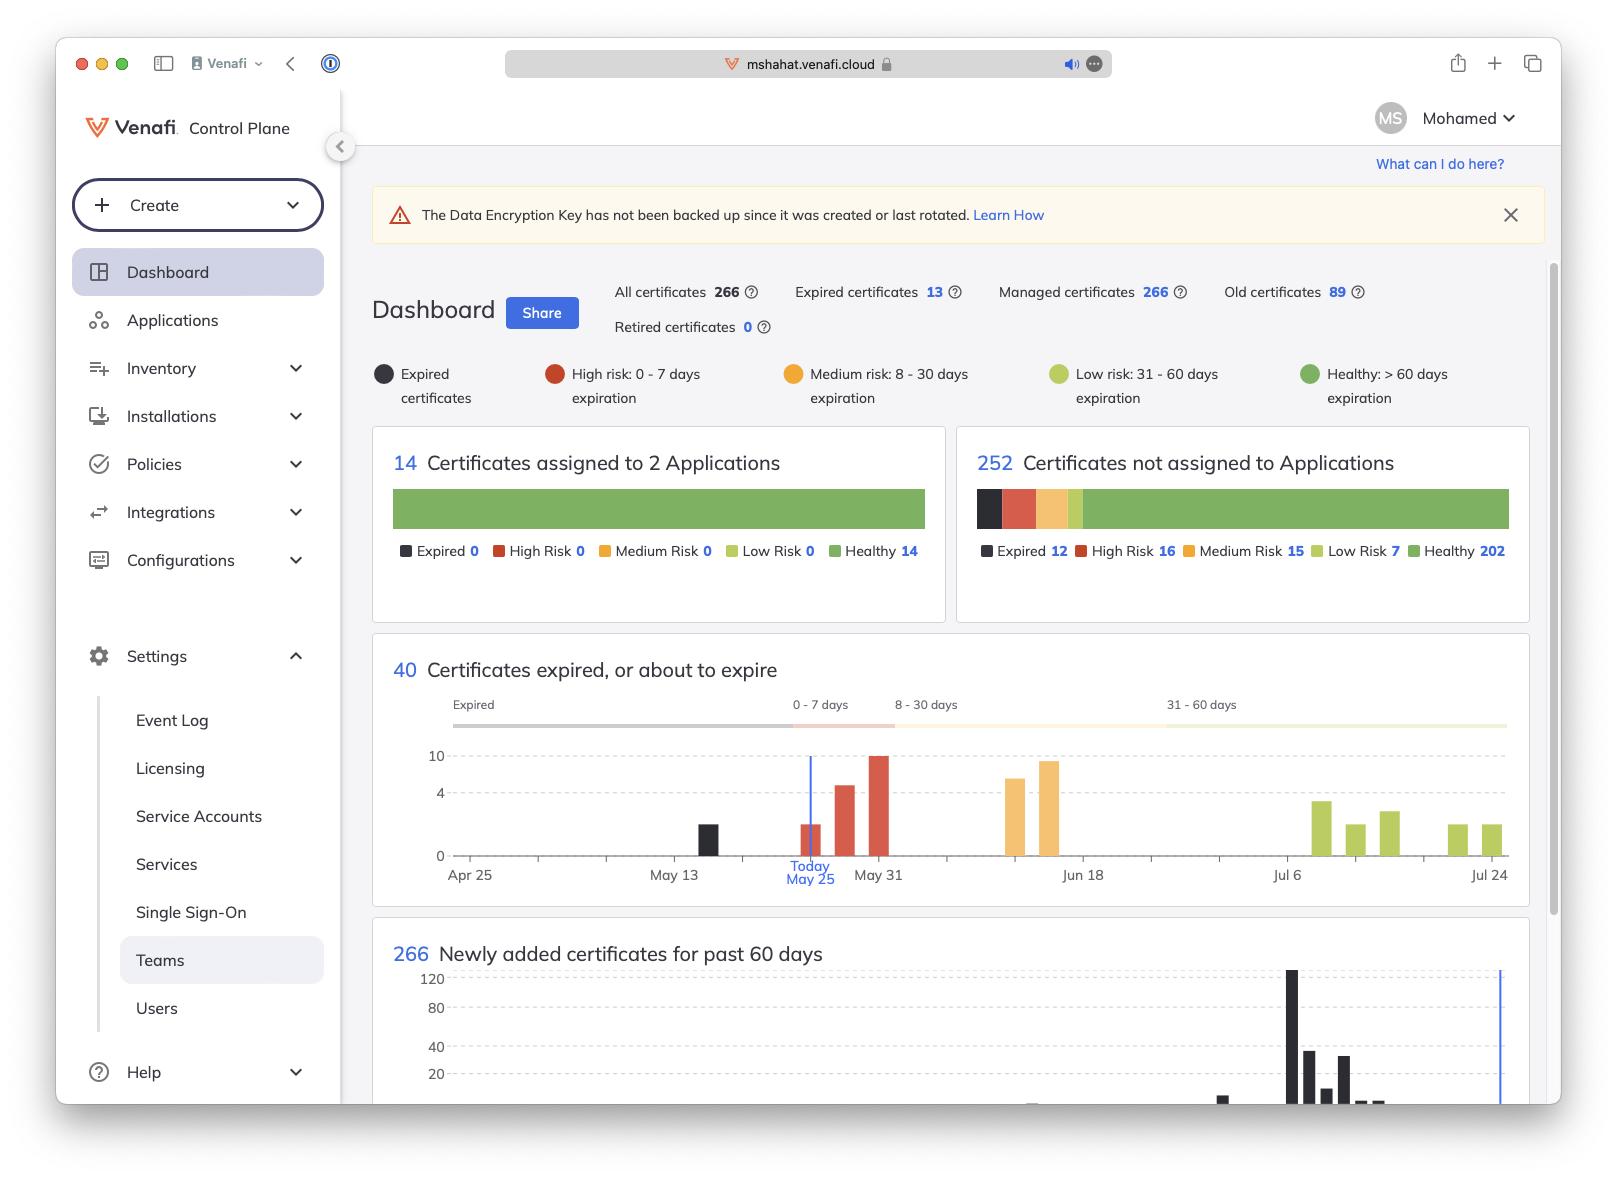 Venafi
mshahat.venafi.cloud
Venafi Control Plane
MS Mohamed
What can I do here?
Create
The Data Encryption Key has not been backed up since it was created or last rotated. Learn How
Dashboard
Applications
Inventory
Installations
Policies
Integrations
Configurations
Settings
Event Log
Licensing
Service Accounts
Services
Single Sign-On
Teams
Users
Help
Dashboard
Share
All certificates 266
Expired certificates 13
Managed certificates 266
Old certificates 89
Retired certificates 0
Expired certificates
High risk: 0 - 7 days expiration
Medium risk: 8 - 30 days expiration
Low risk: 31 - 60 days expiration
Healthy: > 60 days expiration
14 Certificates assigned to 2 Applications
Expired 0 High Risk 0 Medium Risk 0 Low Risk 0 Healthy 14
252 Certificates not assigned to Applications
Expired 12 High Risk 16 Medium Risk 15 Low Risk 7 Healthy 202
40 Certificates expired, or about to expire
Expired 0 - 7 days 8 - 30 days 31 - 60 days
10
4
0
Apr 25 May 13 Today May 25 May 31 Jun 18 Jul 6 Jul 24
266 Newly added certificates for past 60 days
120
80
40
20